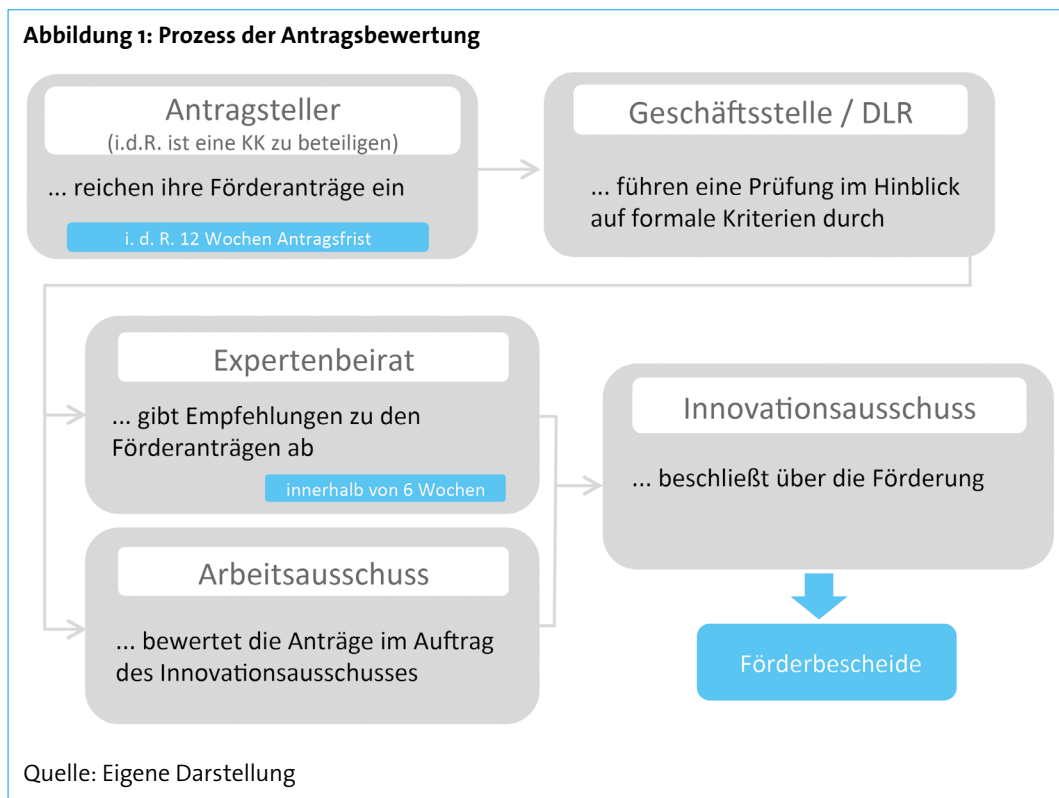 Abbildung 1: Prozess der Antragsbewertung
Antragsteller
(i.d.R. ist eine KK zu beteiligen)
... reichen ihre Förderanträge ein
i. d. R. 12 Wochen Antragsfrist
Geschäftsstelle / DLR
... führen eine Prüfung im Hinblick
auf formale Kriterien durch
Expertenbeirat
... gibt Empfehlungen zu den
Förderanträgen ab
innerhalb von 6 Wochen
Arbeitsausschuss
... bewertet die Anträge im Auftrag
des Innovationsausschusses
Innovationsausschuss
... beschließt über die Förderung
Förderbescheide
Quelle: Eigene Darstellung